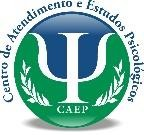 Centro de Atendimento e Estudos Psicológicos
Ψ
CAEP